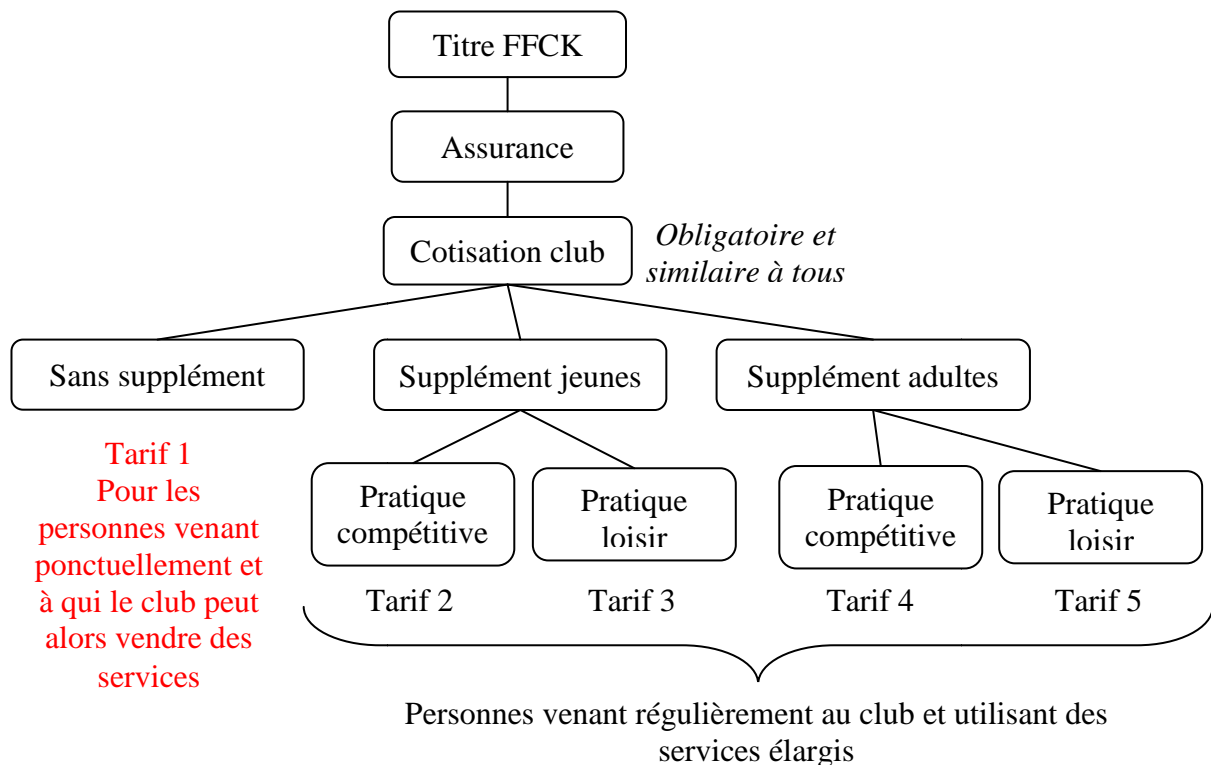 Titre FFCK
Assurance
Cotisation club
Obligatoire et
similaire à tous
Sans supplément
Supplément jeunes
Supplément adultes
Tarif 1
Pour les
personnes venant
ponctuellement et
à qui le club peut
alors vendre des
services
Pratique
compétitive
Pratique
loisir
Pratique
compétitive
Pratique
loisir
Tarif 2
Tarif 3
Tarif 4
Tarif 5
Personnes venant régulièrement au club et utilisant des
services élargis